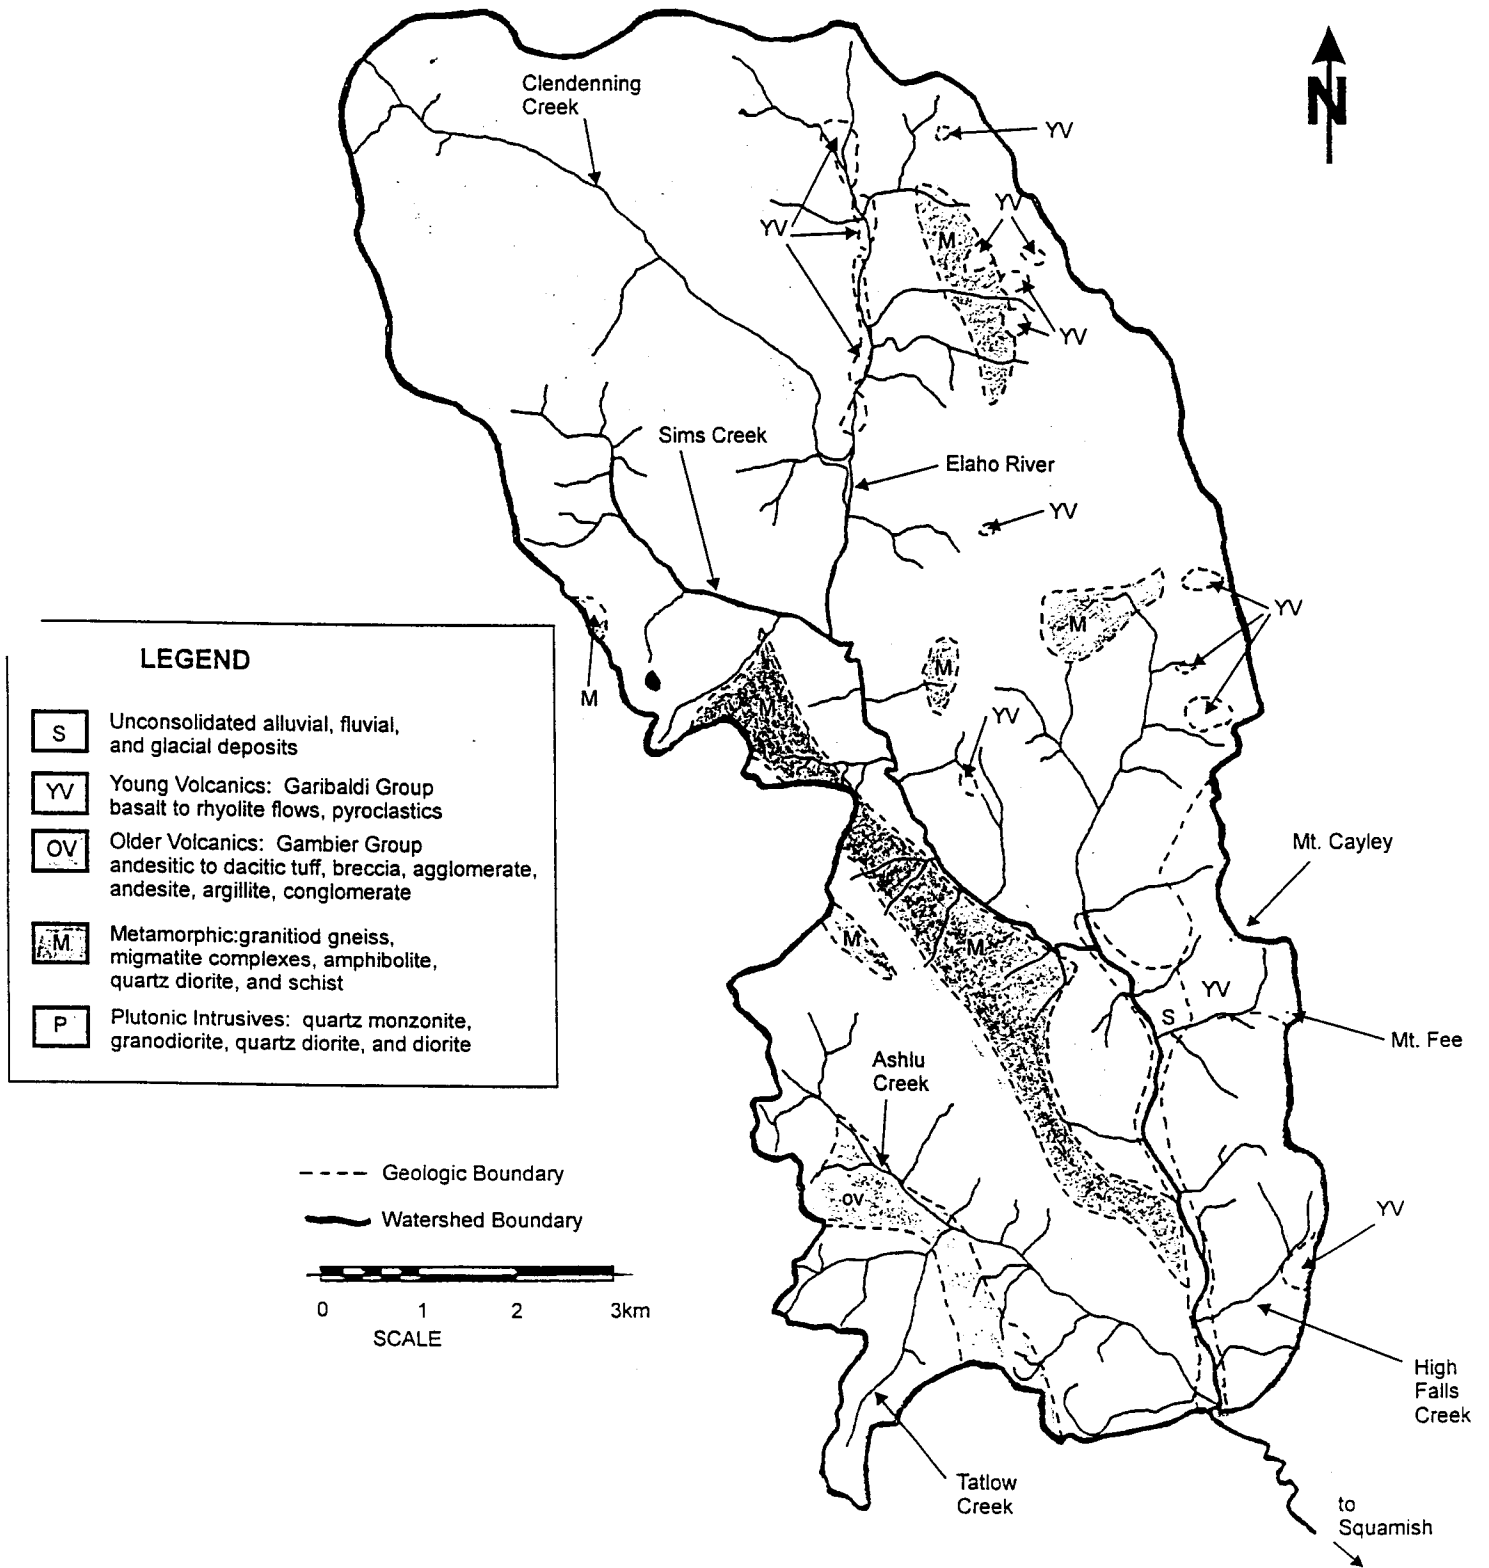 Clendenning
Creek
N
YV
YV
YV
M
YV
Sims Creek
Elaho River
YV
M
YV
M
M
M
YV
LEGEND
S Unconsolidated alluvial, fluvial,
and glacial deposits
YV Young Volcanics: Garibaldi Group
basalt to rhyolite flows, pyroclastics
OV Older Volcanics: Gambier Group
andesitic to dacitic tuff, breccia, agglomerate,
andesite, argillite, conglomerate
M Metamorphic:granitiod gneiss,
migmatite complexes, amphibolite,
quartz diorite, and schist
P Plutonic Intrusives: quartz monzonite,
granodiorite, quartz diorite, and diorite
Mt. Cayley
M
M
YV
S
Mt. Fee
Ashlu
Creek
OV
YV
Geologic Boundary
Watershed Boundary
0 1 2 3km
SCALE
High
Falls
Creek
Tatlow
Creek
to
Squamish